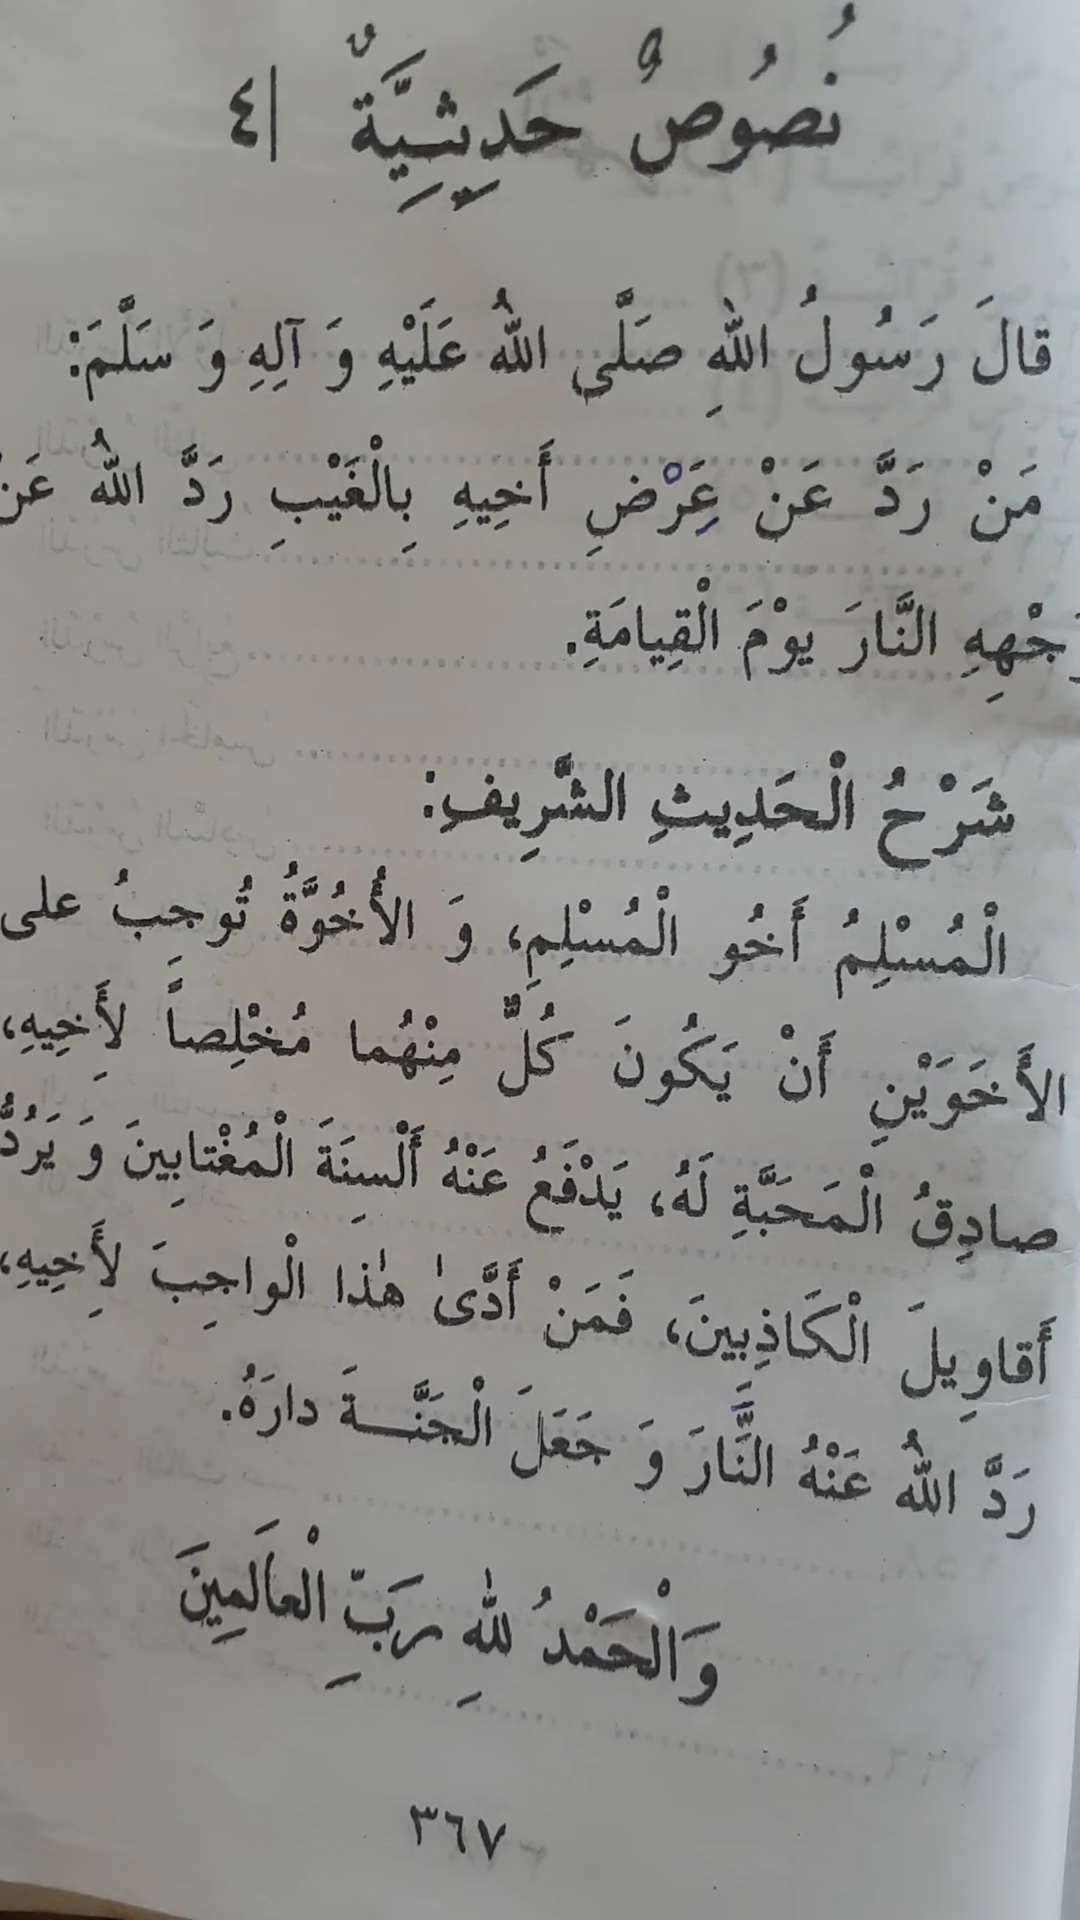 نُصُوصٌ حَدِيثِيَّةٌ /٤
قالَ رَسُولُ اللهِ صَلَّى اللهُ عَلَيْهِ وَ آلِهِ وَ سَلَّمَ:
مَنْ رَدَّ عَنْ عِرْضِ أَخِيهِ بِالْغَيْبِ رَدَّ اللهُ عَنْ
وَجْهِهِ النَّارَ يوْمَ الْقِيامَةِ.
شَرْحُ الْحَدِيثِ الشَّرِيفِ:
الْمُسْلِمُ أَخُو الْمُسْلِمِ، وَ الأُخُوَّةُ تُوجِبُ على
الأَخَوَيْنِ أَنْ يَكُونَ كُلٌّ مِنْهُما مُخْلِصاً لأَخِيهِ،
صادِقُ الْمَحَبَّةِ لَهُ، يَدْفَعُ عَنْهُ أَلْسِنَةَ الْمُغْتابِينَ وَ يَرُدُّ
أَقاوِيلَ الْكَاذِبِينَ، فَمَنْ أَدَّىٰ هٰذا الْواجِبَ لأَخِيهِ،
رَدَّ اللهُ عَنْهُ النَّارَ وَ جَعَلَ الْجَنَّـةَ دارَهُ.
وَالْحَمْدُ للهِ رَبِّ الْعالَمِينَ
٣٦٧